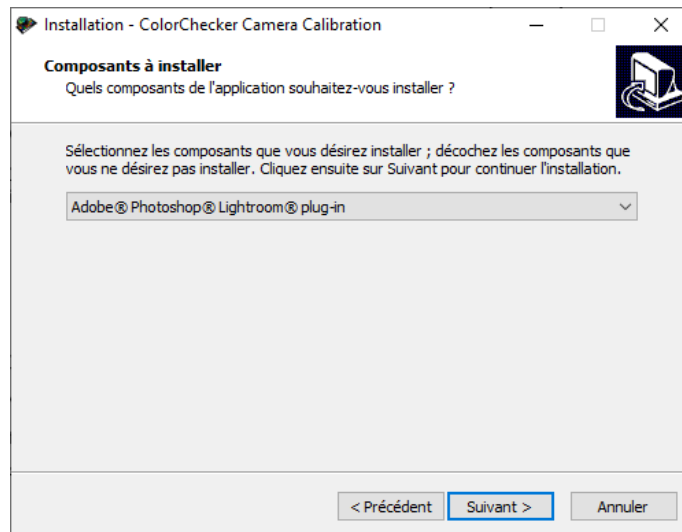 Installation - ColorChecker Camera Calibration
Composants à installer
Quels composants de l'application souhaitez-vous installer ?
Sélectionnez les composants que vous désirez installer ; décochez les composants que
vous ne désirez pas installer. Cliquez ensuite sur Suivant pour continuer l'installation.
Adobe® Photoshop® Lightroom® plug-in
< Précédent
Suivant >
Annuler